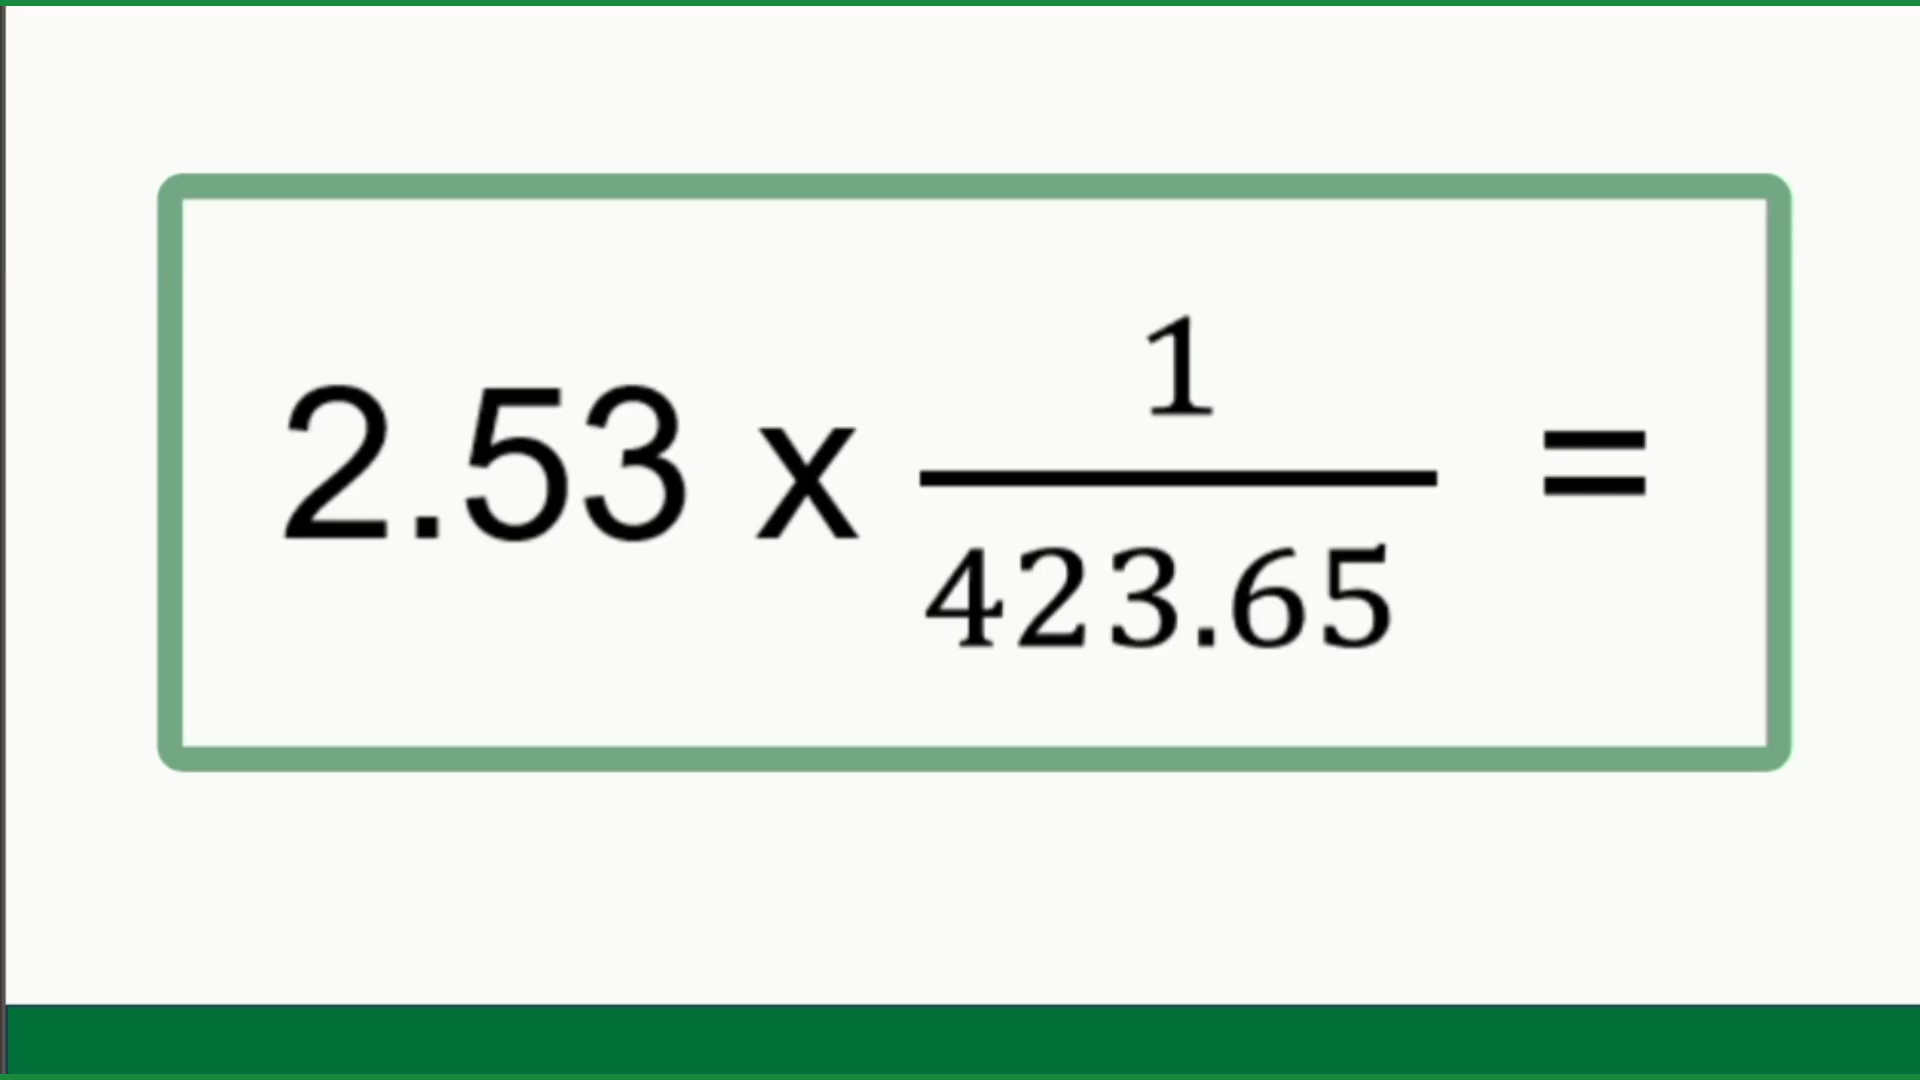 2.53 x 1/423.65 =